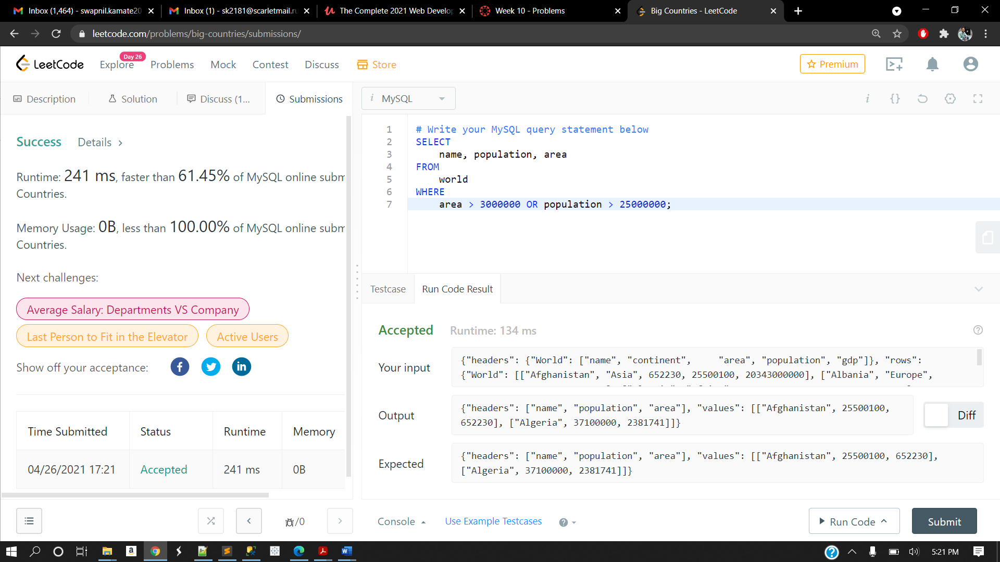 Inbox (1,464) - swapnil.kamate20
Inbox (1) - sk2181@scarletmail.ru
The Complete 2021 Web Develop
Week 10 - Problems
Big Countries - LeetCode
leetcode.com/problems/big-countries/submissions/
LeetCode
Explore
Day 26
Problems
Mock
Contest
Discuss
Store
Premium
Description
Solution
Discuss (1...
Submissions
i MySQL
i
{}
Success
Details >
Runtime: 241 ms, faster than 61.45% of MySQL online subm
Countries.
Memory Usage: 0B, less than 100.00% of MySQL online subm
Countries.
Next challenges:
Average Salary: Departments VS Company
Last Person to Fit in the Elevator
Active Users
Show off your acceptance:
Time Submitted Status Runtime Memory
04/26/2021 17:21 Accepted 241 ms 0B
1 # Write your MySQL query statement below
2 SELECT
3 name, population, area
4 FROM
5 world
6 WHERE
7 area > 3000000 OR population > 25000000;
Testcase
Run Code Result
Accepted
Runtime: 134 ms
Your input
{"headers": {"World": ["name", "continent",     "area", "population", "gdp"]}, "rows":
{"World": [["Afghanistan", "Asia", 652230, 25500100, 20343000000], ["Albania", "Europe",
Output
{"headers": ["name", "population", "area"], "values": [["Afghanistan", 25500100,
652230], ["Algeria", 37100000, 2381741]]}
Diff
Expected
{"headers": ["name", "population", "area"], "values": [["Afghanistan", 25500100, 652230],
["Algeria", 37100000, 2381741]]}
/0
Console
Use Example Testcases
Run Code
Submit
5:21 PM